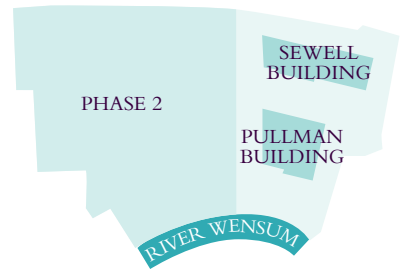 SEWELL
BUILDING
PHASE 2
PULLMAN
BUILDING
RIVER WENSUM